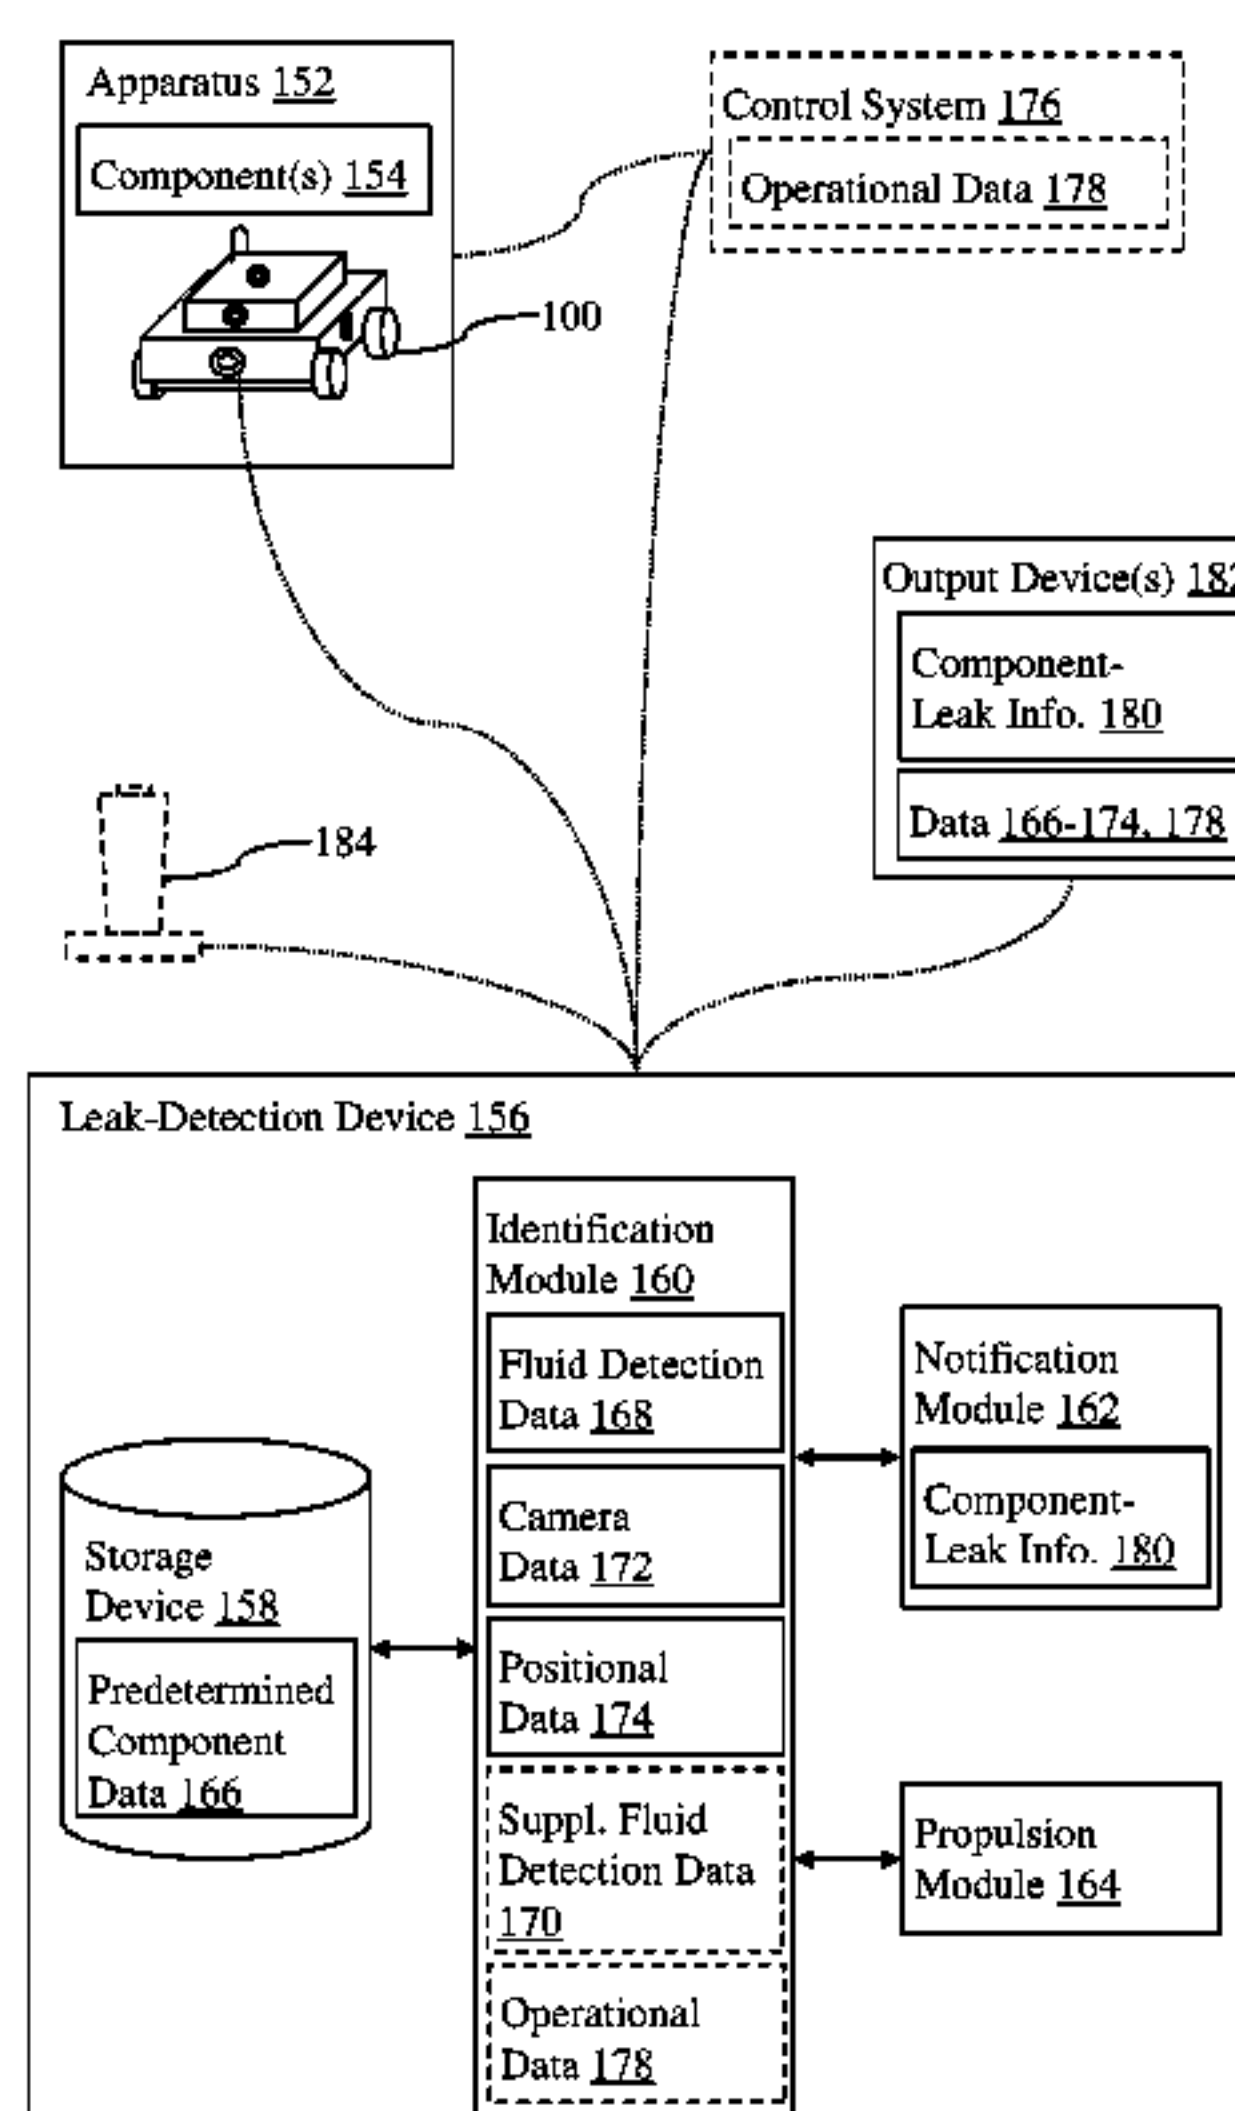 Apparatus 152
Component(s) 154
100
Control System 176
Operational Data 178
Output Device(s) 182
Component-
Leak Info. 180
Data 166-174, 178
184
Leak-Detection Device 156
Identification
Module 160
Fluid Detection
Data 168
Camera
Data 172
Positional
Data 174
Suppl. Fluid
Detection Data
170
Operational
Data 178
Storage
Device 158
Predetermined
Component
Data 166
Notification
Module 162
Component-
Leak Info. 180
Propulsion
Module 164